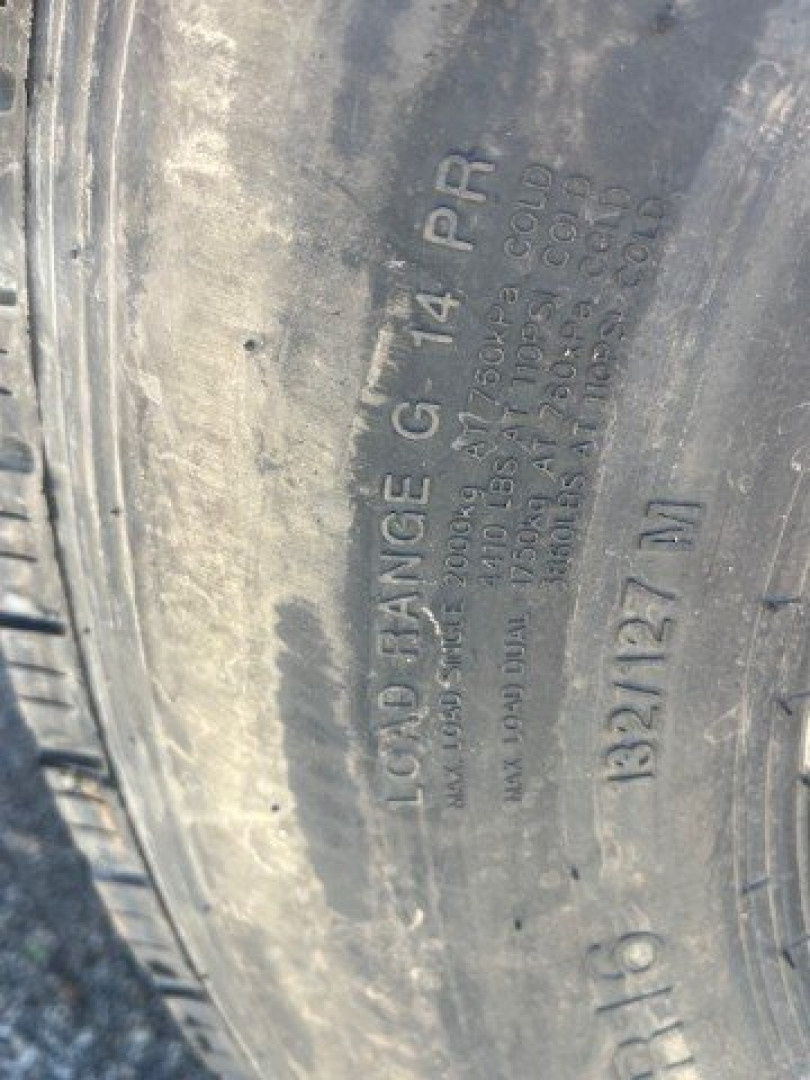 LOAD RANGE G 14 PR
MAX. LOAD SINGLE 2000kg AT 760kPa COLD
4410 LBS AT 110PSI COLD
MAX. LOAD DUAL 1750kg AT 760kPa COLD
3860LBS AT 110PSI COLD
132/127 M
R16